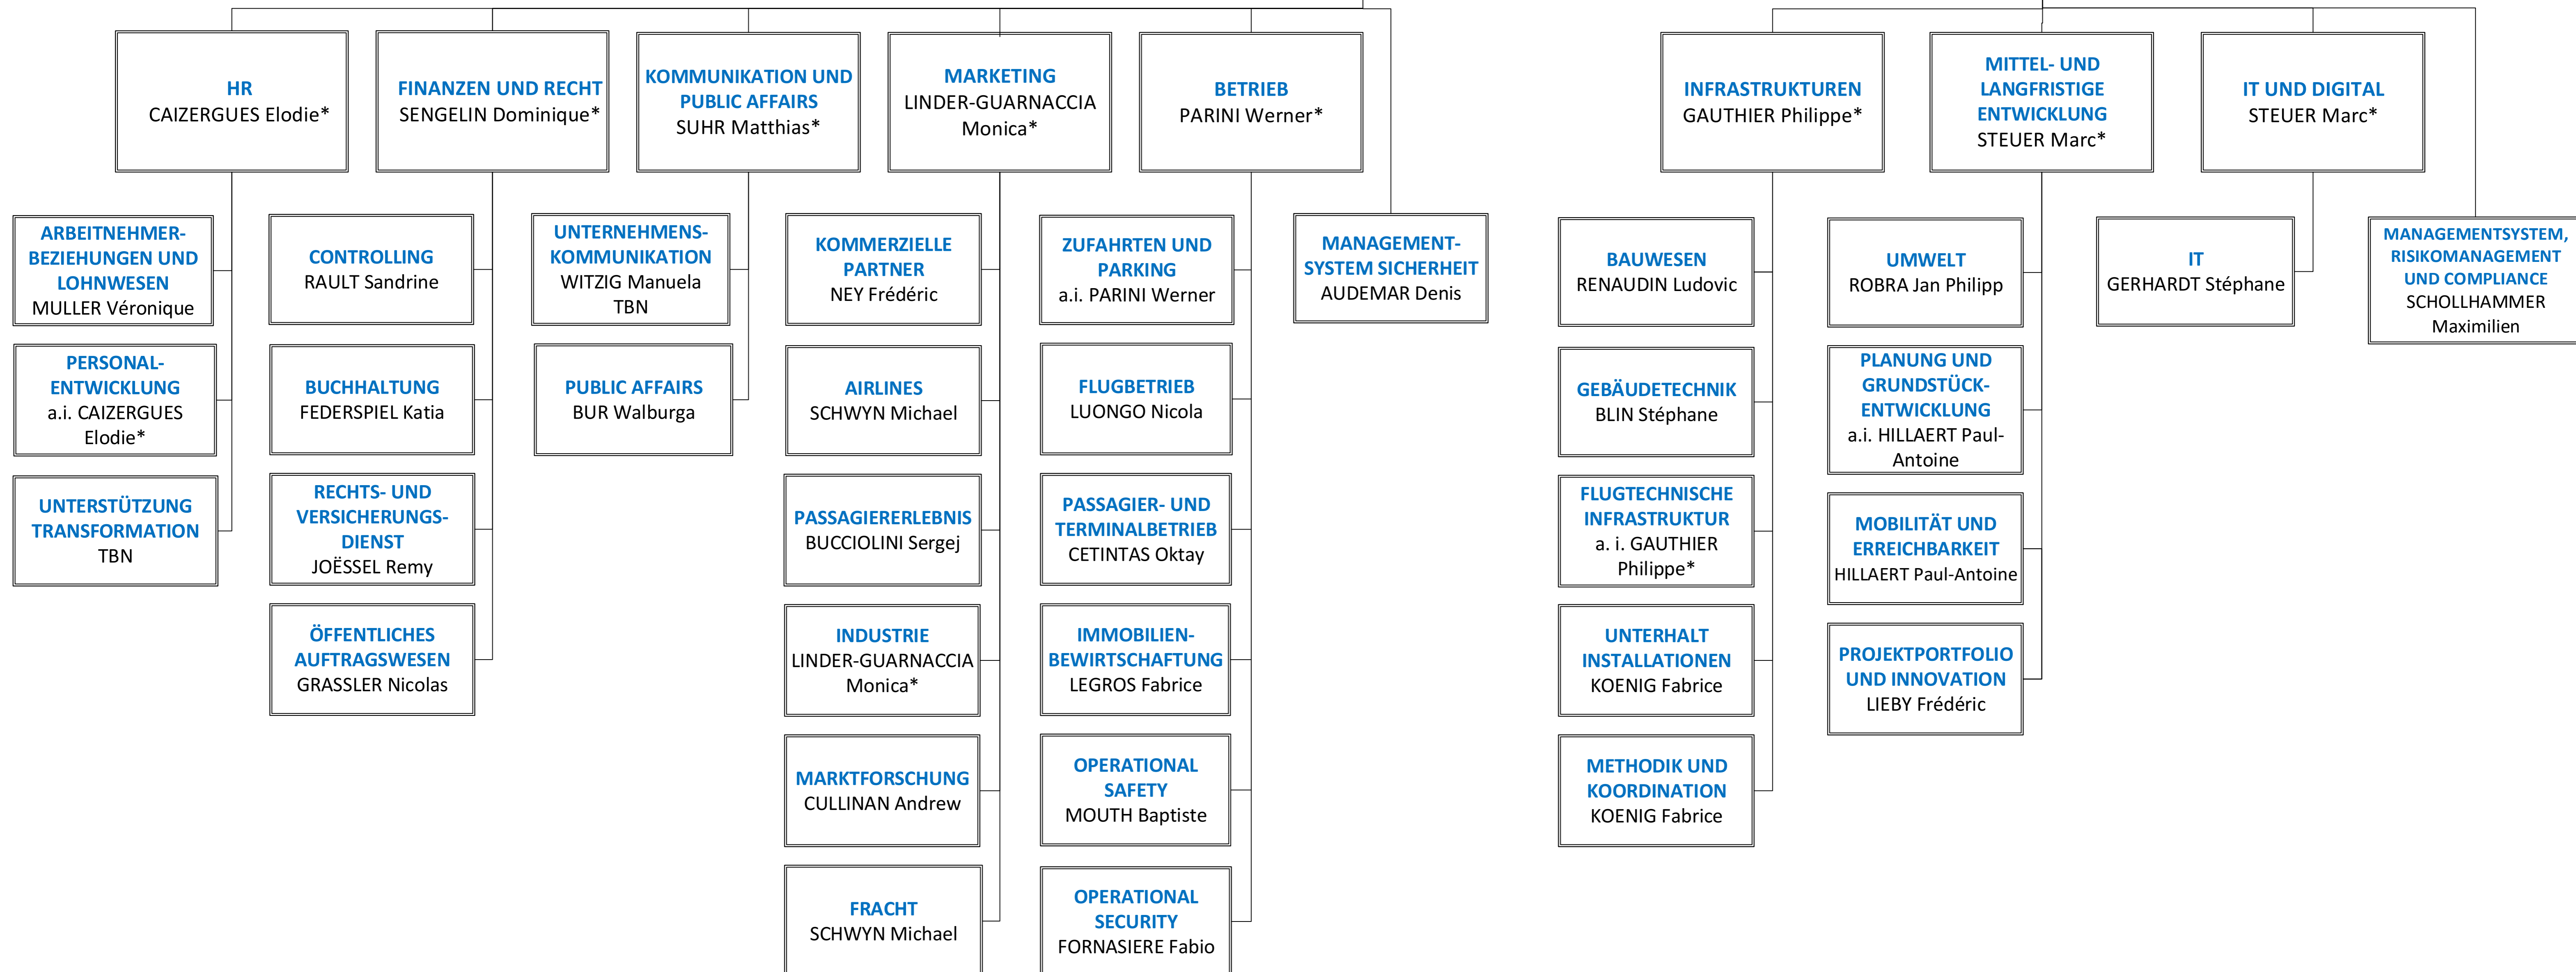 HR
CAIZERGUES Elodie*
FINANZEN UND RECHT
SENGELIN Dominique*
KOMMUNIKATION UND
PUBLIC AFFAIRS
SUHR Matthias*
MARKETING
LINDER-GUARNACCIA
Monica*
BETRIEB
PARINI Werner*
INFRASTRUKTUREN
GAUTHIER Philippe*
MITTEL- UND
LANGFRISTIGE
ENTWICKLUNG
STEUER Marc*
IT UND DIGITAL
STEUER Marc*
ARBEITNEHMER-
BEZIEHUNGEN UND
LOHNWESEN
MULLER Véronique
PERSONAL-
ENTWICKLUNG
a.i. CAIZERGUES
Elodie*
UNTERSTÜTZUNG
TRANSFORMATION
TBN
CONTROLLING
RAULT Sandrine
BUCHHALTUNG
FEDERSPIEL Katia
RECHTS- UND
VERSICHERUNGS-
DIENST
JOËSSEL Remy
ÖFFENTLICHES
AUFTRAGSWESEN
GRASSLER Nicolas
UNTERNEHMENS-
KOMMUNIKATION
WITZIG Manuela
TBN
PUBLIC AFFAIRS
BUR Walburga
KOMMERZIELLE
PARTNER
NEY Frédéric
AIRLINES
SCHWYN Michael
PASSAGIERERLEBNIS
BUCCIOLINI Sergej
INDUSTRIE
LINDER-GUARNACCIA
Monica*
MARKTFORSCHUNG
CULLINAN Andrew
FRACHT
SCHWYN Michael
ZUFAHRTEN UND
PARKING
a.i. PARINI Werner
FLUGBETRIEB
LUONGO Nicola
PASSAGIER- UND
TERMINALBETRIEB
CETINTAS Oktay
IMMOBILIEN-
BEWIRTSCHAFTUNG
LEGROS Fabrice
OPERATIONAL
SAFETY
MOUTH Baptiste
OPERATIONAL
SECURITY
FORNASIERE Fabio
MANAGEMENT-
SYSTEM SICHERHEIT
AUDEMAR Denis
BAUWESEN
RENAUDIN Ludovic
GEBÄUDETECHNIK
BLIN Stéphane
FLUGTECHNISCHE
INFRASTRUKTUR
a. i. GAUTHIER
Philippe*
UNTERHALT
INSTALLATIONEN
KOENIG Fabrice
METHODIK UND
KOORDINATION
KOENIG Fabrice
UMWELT
ROBRA Jan Philipp
PLANUNG UND
GRUNDSTÜCK-
ENTWICKLUNG
a.i. HILLAERT Paul-
Antoine
MOBILITÄT UND
ERREICHBARKEIT
HILLAERT Paul-Antoine
PROJEKTPORTFOLIO
UND INNOVATION
LIEBY Frédéric
IT
GERHARDT Stéphane
MANAGEMENTSYSTEM,
RISIKOMANAGEMENT
UND COMPLIANCE
SCHOLLHAMMER
Maximilien